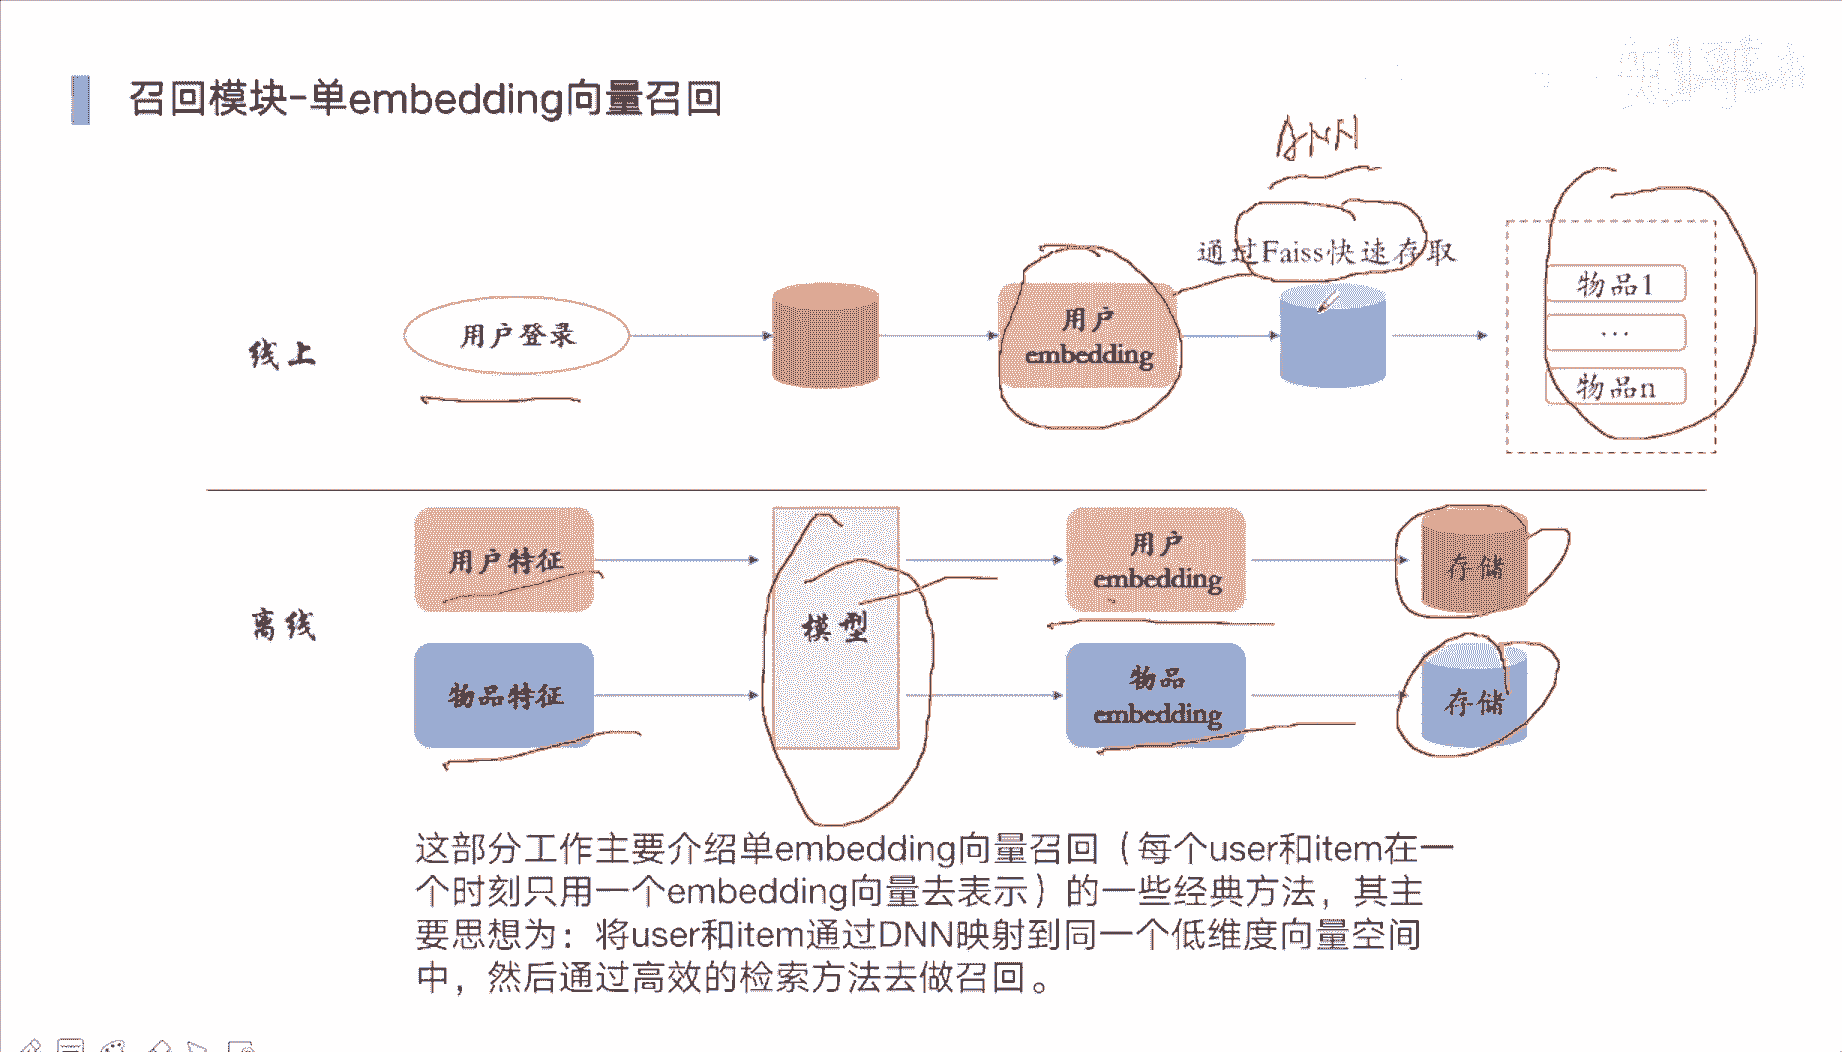 召回模块-单embedding向量召回
ANN
通过Faiss快速存取
线上
用户登录
用户
embedding
物品1
...
物品n
离线
用户特征
物品特征
模型
用户
embedding
物品
embedding
存储
存储
这部分工作主要介绍单embedding向量召回（每个user和item在一
个时刻只用一个embedding向量去表示）的一些经典方法，其主
要思想为：将user和item通过DNN映射到同一个低维度向量空间
中，然后通过高效的检索方法去做召回。